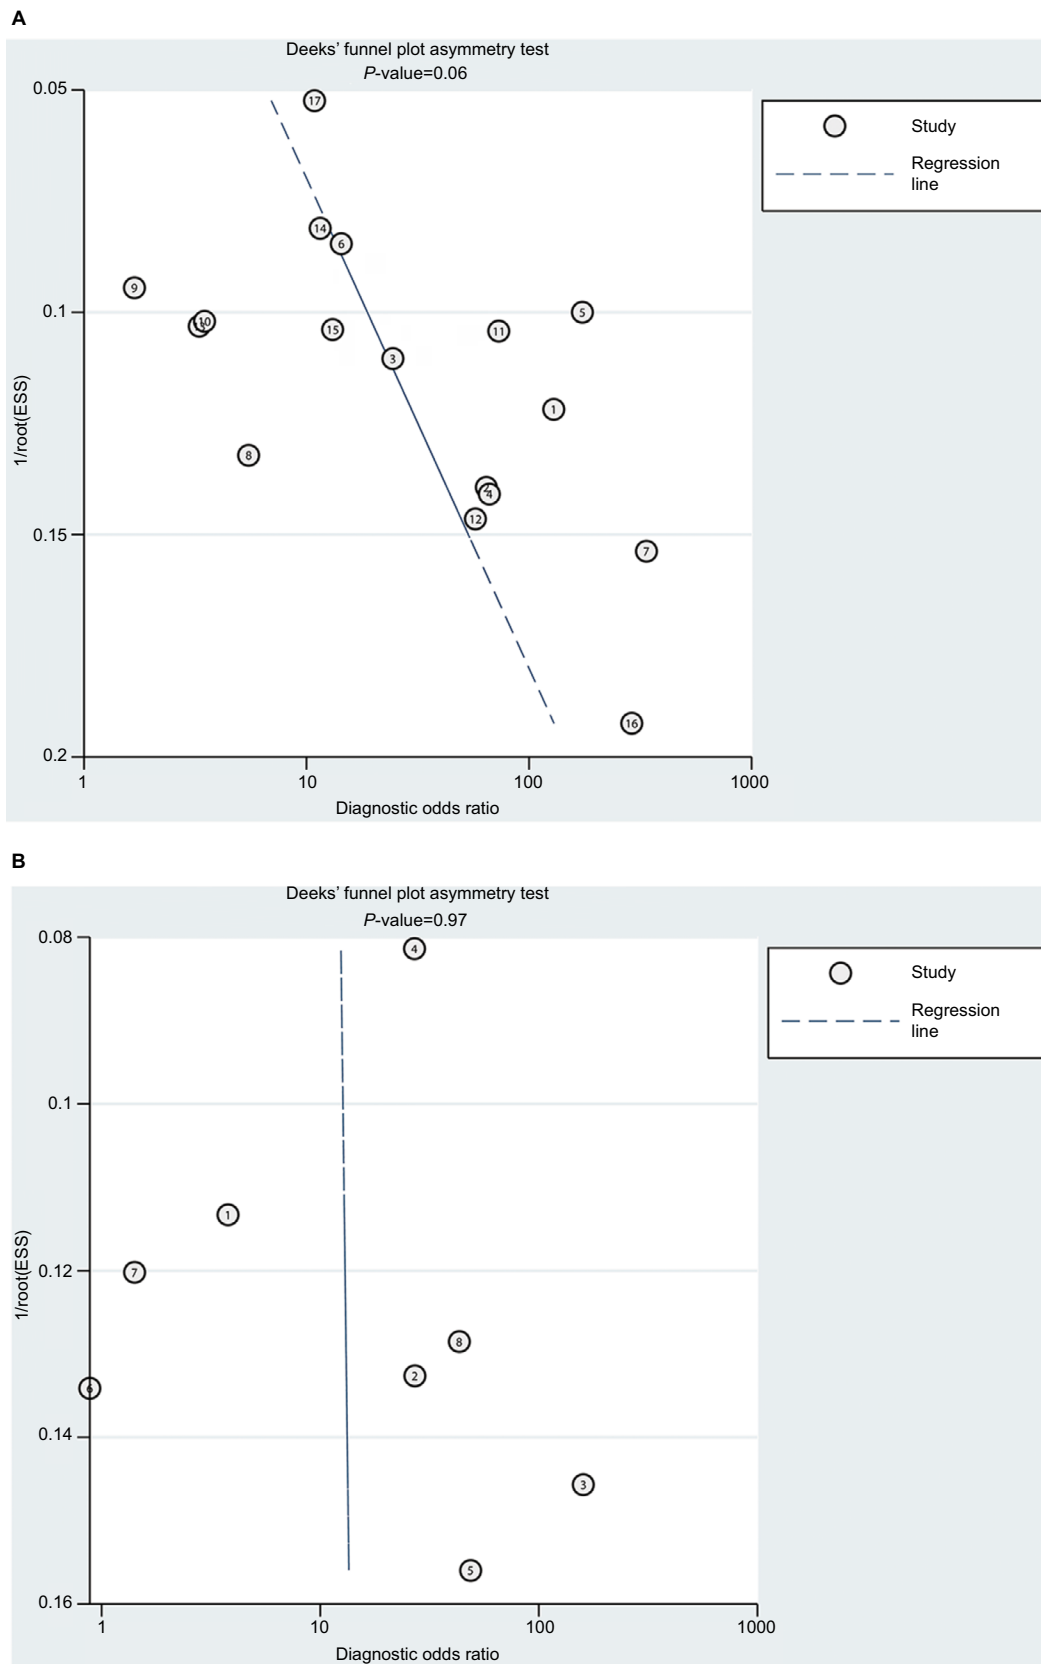 A
Deeks’ funnel plot asymmetry test
P-value=0.06
0.05
17
Study
Regression
line
14
6
9
0.1
5
10
15
11
3
1/root(ESS)
1
8
2
4
12
0.15
7
16
0.2
1
10
100
1000
Diagnostic odds ratio
B
Deeks’ funnel plot asymmetry test
P-value=0.97
0.08
4
Study
Regression
line
0.1
1
1/root(ESS)
0.12
7
8
2
6
0.14
3
5
0.16
1
10
100
1000
Diagnostic odds ratio